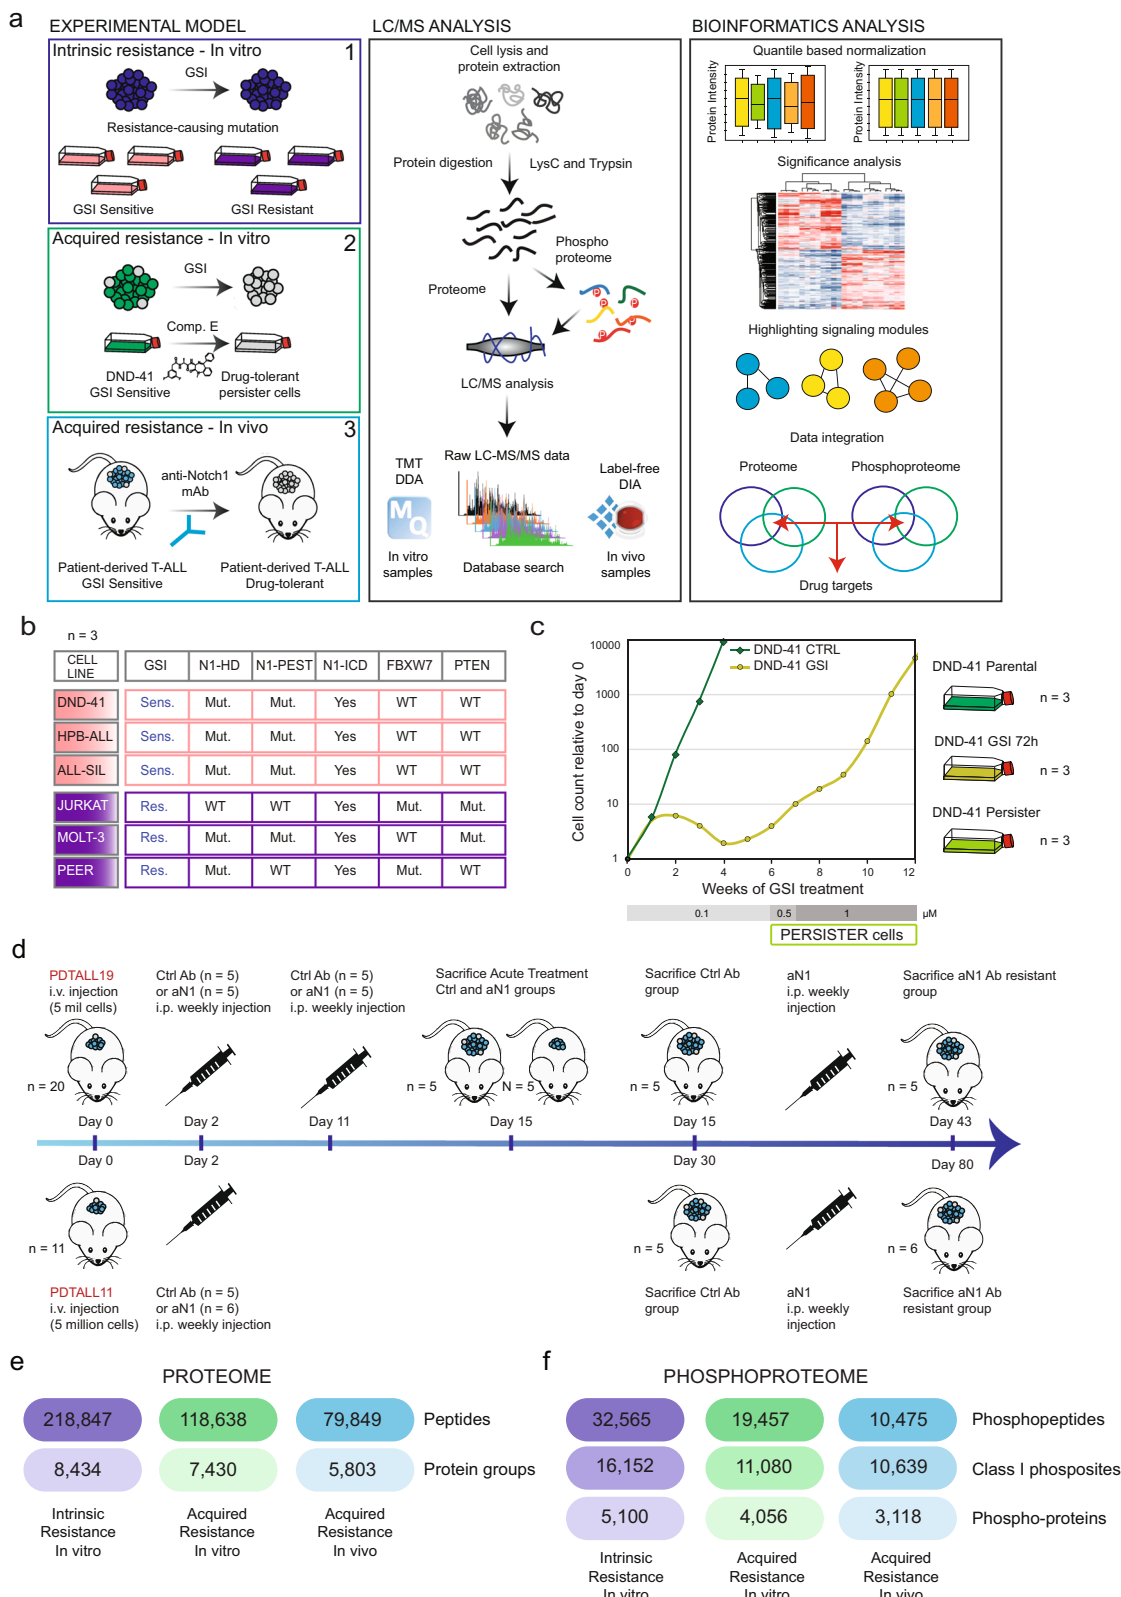 a
EXPERIMENTAL MODEL
Intrinsic resistance - In vitro
1
GSI
Resistance-causing mutation
GSI Sensitive
GSI Resistant
Acquired resistance - In vitro
2
GSI
Comp. E
DND-41
GSI Sensitive
Drug-tolerant
persister cells
Acquired resistance - In vivo
3
anti-Notch1
mAb
Patient-derived T-ALL
GSI Sensitive
Patient-derived T-ALL
Drug-tolerant
LC/MS ANALYSIS
Cell lysis and
protein extraction
Protein digestion
LysC and Trypsin
Phospho
proteome
Proteome
P
P
P
P
LC/MS analysis
Raw LC-MS/MS data
TMT
DDA
MQ
In vitro
samples
Database search
Label-free
DIA
In vivo
samples
BIOINFORMATICS ANALYSIS
Quantile based normalization
Protein Intensity
Protein Intensity
Significance analysis
Highlighting signaling modules
Data integration
Proteome
Phosphoproteome
Drug targets
b
n = 3
CELL LINE GSI N1-HD N1-PEST N1-ICD FBXW7 PTEN
DND-41 Sens. Mut. Mut. Yes WT WT
HPB-ALL Sens. Mut. Mut. Yes WT WT
ALL-SIL Sens. Mut. Mut. Yes WT WT
JURKAT Res. WT WT Yes Mut. Mut.
MOLT-3 Res. Mut. Mut. Yes WT Mut.
PEER Res. Mut. WT Yes Mut. WT
c
Cell count relative to day 0
10000
1000
100
10
1
DND-41 CTRL
DND-41 GSI
0 2 4 6 8 10 12
Weeks of GSI treatment
0.1 0.5 1 μM
PERSISTER cells
DND-41 Parental
n = 3
DND-41 GSI 72h
n = 3
DND-41 Persister
n = 3
d
PDTALL19
i.v. injection
(5 mil cells)
n = 20
Day 0
Ctrl Ab (n = 5)
or aN1 (n = 5)
i.p. weekly injection
Day 2
Ctrl Ab (n = 5)
or aN1 (n = 5)
i.p. weekly injection
Day 11
Sacrifice Acute Treatment
Ctrl and aN1 groups
n = 5
N = 5
Day 15
Sacrifice Ctrl Ab
group
n = 5
Day 15
aN1
i.p. weekly
injection
Sacrifice aN1 Ab resistant
group
n = 5
Day 43
Day 0
Day 2
Day 30
Day 80
n = 11
PDTALL11
i.v. injection
(5 million cells)
Ctrl Ab (n = 5)
or aN1 (n = 6)
i.p. weekly injection
n = 5
Sacrifice Ctrl Ab
group
aN1
i.p. weekly
injection
n = 6
Sacrifice aN1 Ab
resistant group
e
PROTEOME
218,847 118,638 79,849 Peptides
8,434 7,430 5,803 Protein groups
Intrinsic
Resistance
In vitro
Acquired
Resistance
In vitro
Acquired
Resistance
In vivo
f
PHOSPHOPROTEOME
32,565 19,457 10,475 Phosphopeptides
16,152 11,080 10,639 Class I phosposites
5,100 4,056 3,118 Phospho-proteins
Intrinsic
Resistance
In vitro
Acquired
Resistance
In vitro
Acquired
Resistance
In vivo